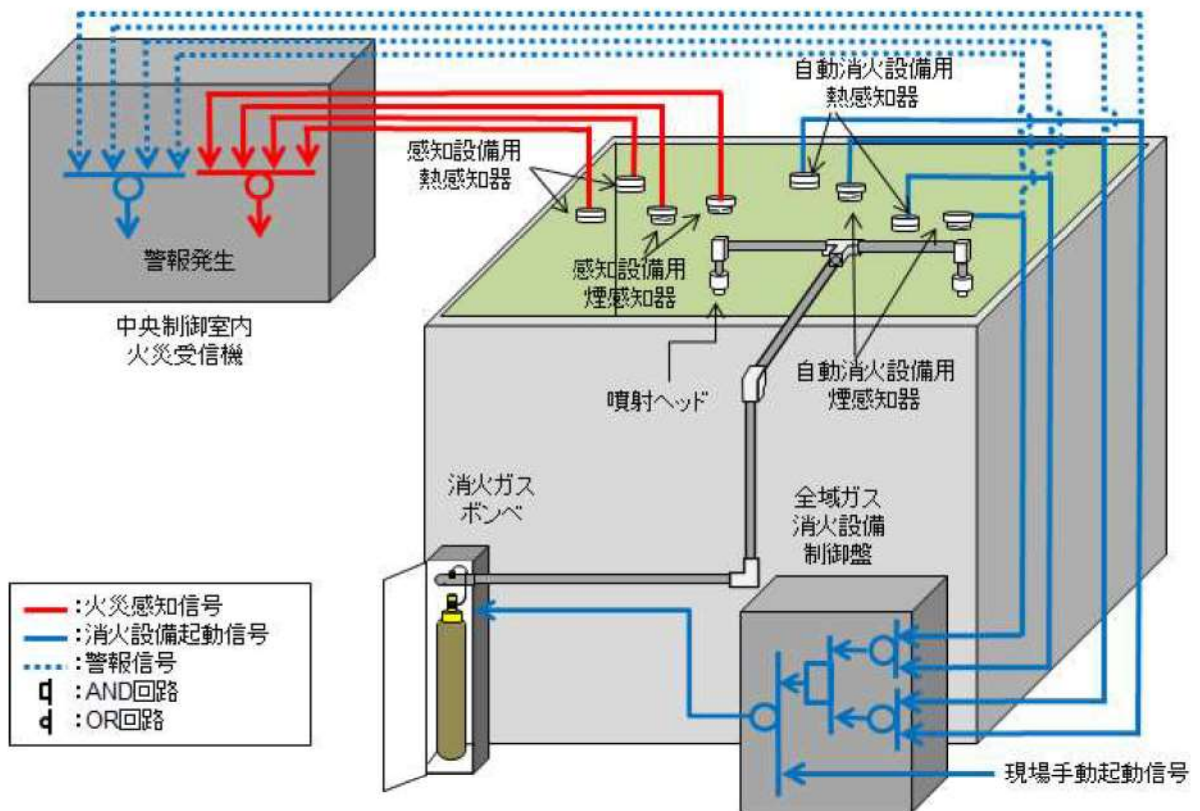 自動消火設備用
熱感知器
感知設備用
熱感知器
警報発生
感知設備用
煙感知器
中央制御室内
火災受信機
噴射ヘッド
自動消火設備用
煙感知器
消火ガス
ボンベ
全域ガス
消火設備
制御盤
:火災感知信号
:消火設備起動信号
:警報信号
:AND回路
:OR回路
現場手動起動信号